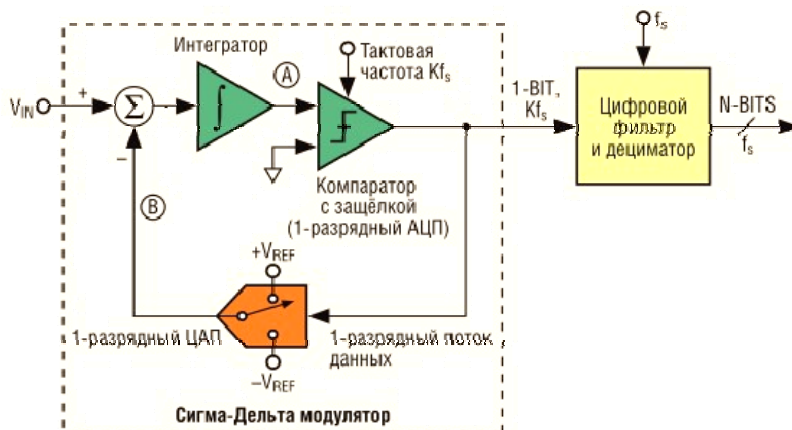 Интегратор
A
Тактовая
частота Kfs
fs
VIN
+
Σ
∫
−
1-BIT,
Kfs
Цифровой
фильтр
и дециматор
N-BITS
fs
B
Компаратор
с защёлкой
(1-разрядный АЦП)
+VREF
1-разрядный ЦАП
1-разрядный поток
данных
−VREF
Сигма-Дельта модулятор